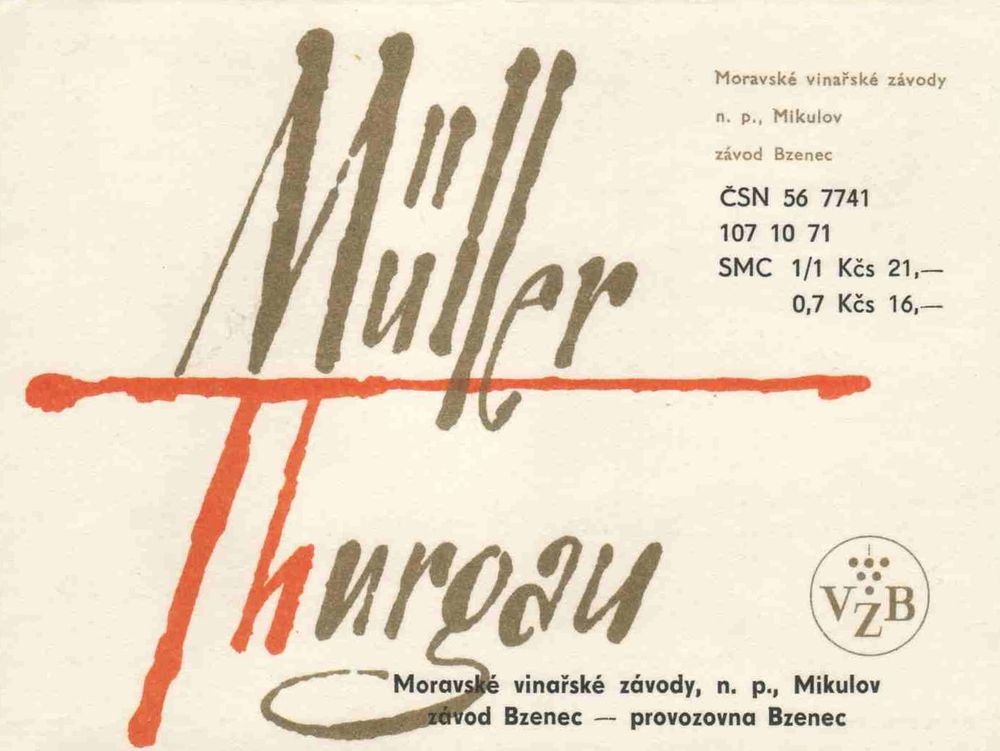 Müller
Thurgau
Moravské vinařské závody
n. p., Mikulov
závod Bzenec
ČSN 56 7741
107 10 71
SMC 1/1 Kčs 21,—
0,7 Kčs 16,—
VŽB
Moravské vinařské závody, n. p., Mikulov
závod Bzenec — provozovna Bzenec